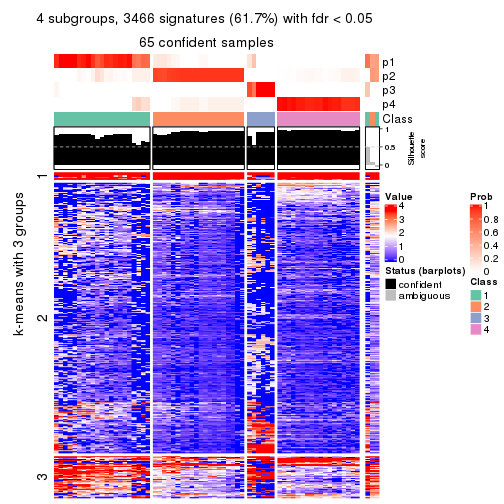 4 subgroups, 3466 signatures (61.7%) with fdr < 0.05
65 confident samples
p1
p2
p3
p4
Class
1
0.5
0
Silhouette
score
k-means with 3 groups
1
2
3
Value
4
3
2
1
0
Status (barplots)
confident
ambiguous
Prob
1
0.8
0.6
0.4
0.2
0
Class
1
2
3
4